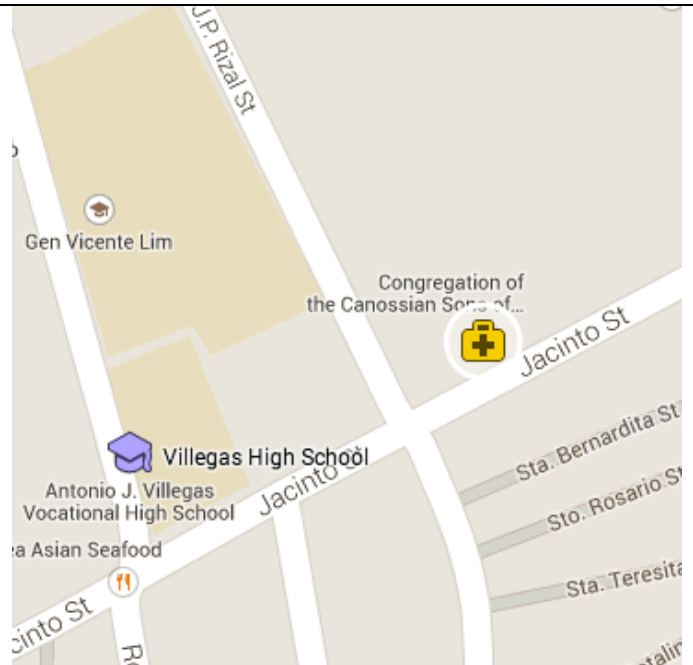 J.P. Rizal St
Gen Vicente Lim
Congregation of
the Canossian Sons of...
Jacinto St
Sta. Bernardita St
Villegas High School
Jacinto St
Antonio J. Villegas
Vocational High School
Sto. Rosario St
a Asian Seafood
Sta. Teresita
cinto St